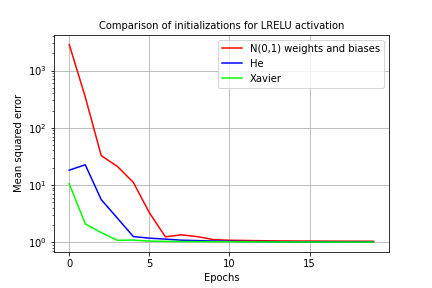 Comparison of initializations for LRELU activation
N(0,1) weights and biases
He
Xavier
Mean squared error
10³
10²
10¹
10⁰
0 5 10 15
Epochs